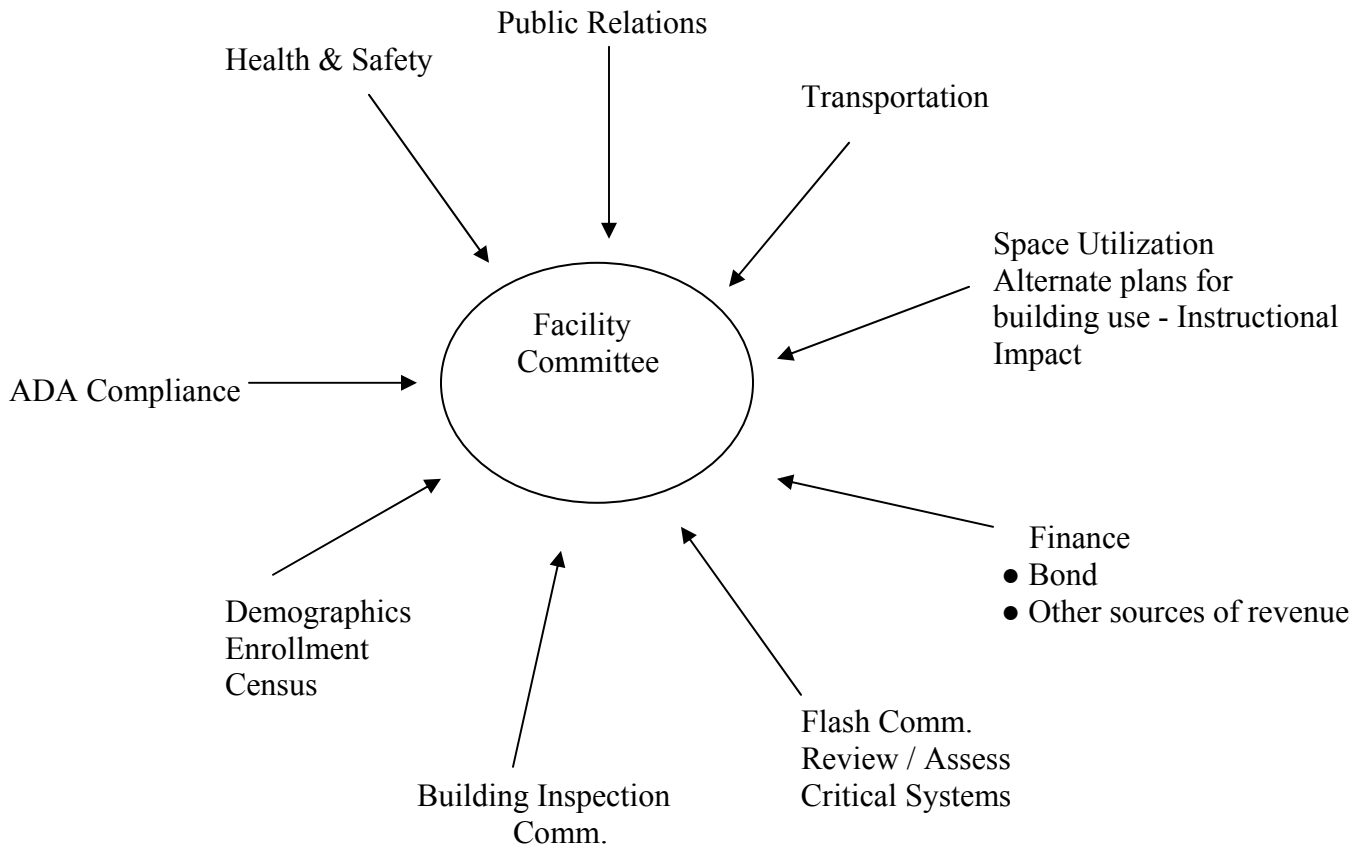 Public Relations
Health & Safety
Transportation
Space Utilization
Alternate plans for
building use - Instructional
Impact
Facility
Committee
ADA Compliance
Finance
● Bond
● Other sources of revenue
Demographics
Enrollment
Census
Flash Comm.
Review / Assess
Critical Systems
Building Inspection
Comm.